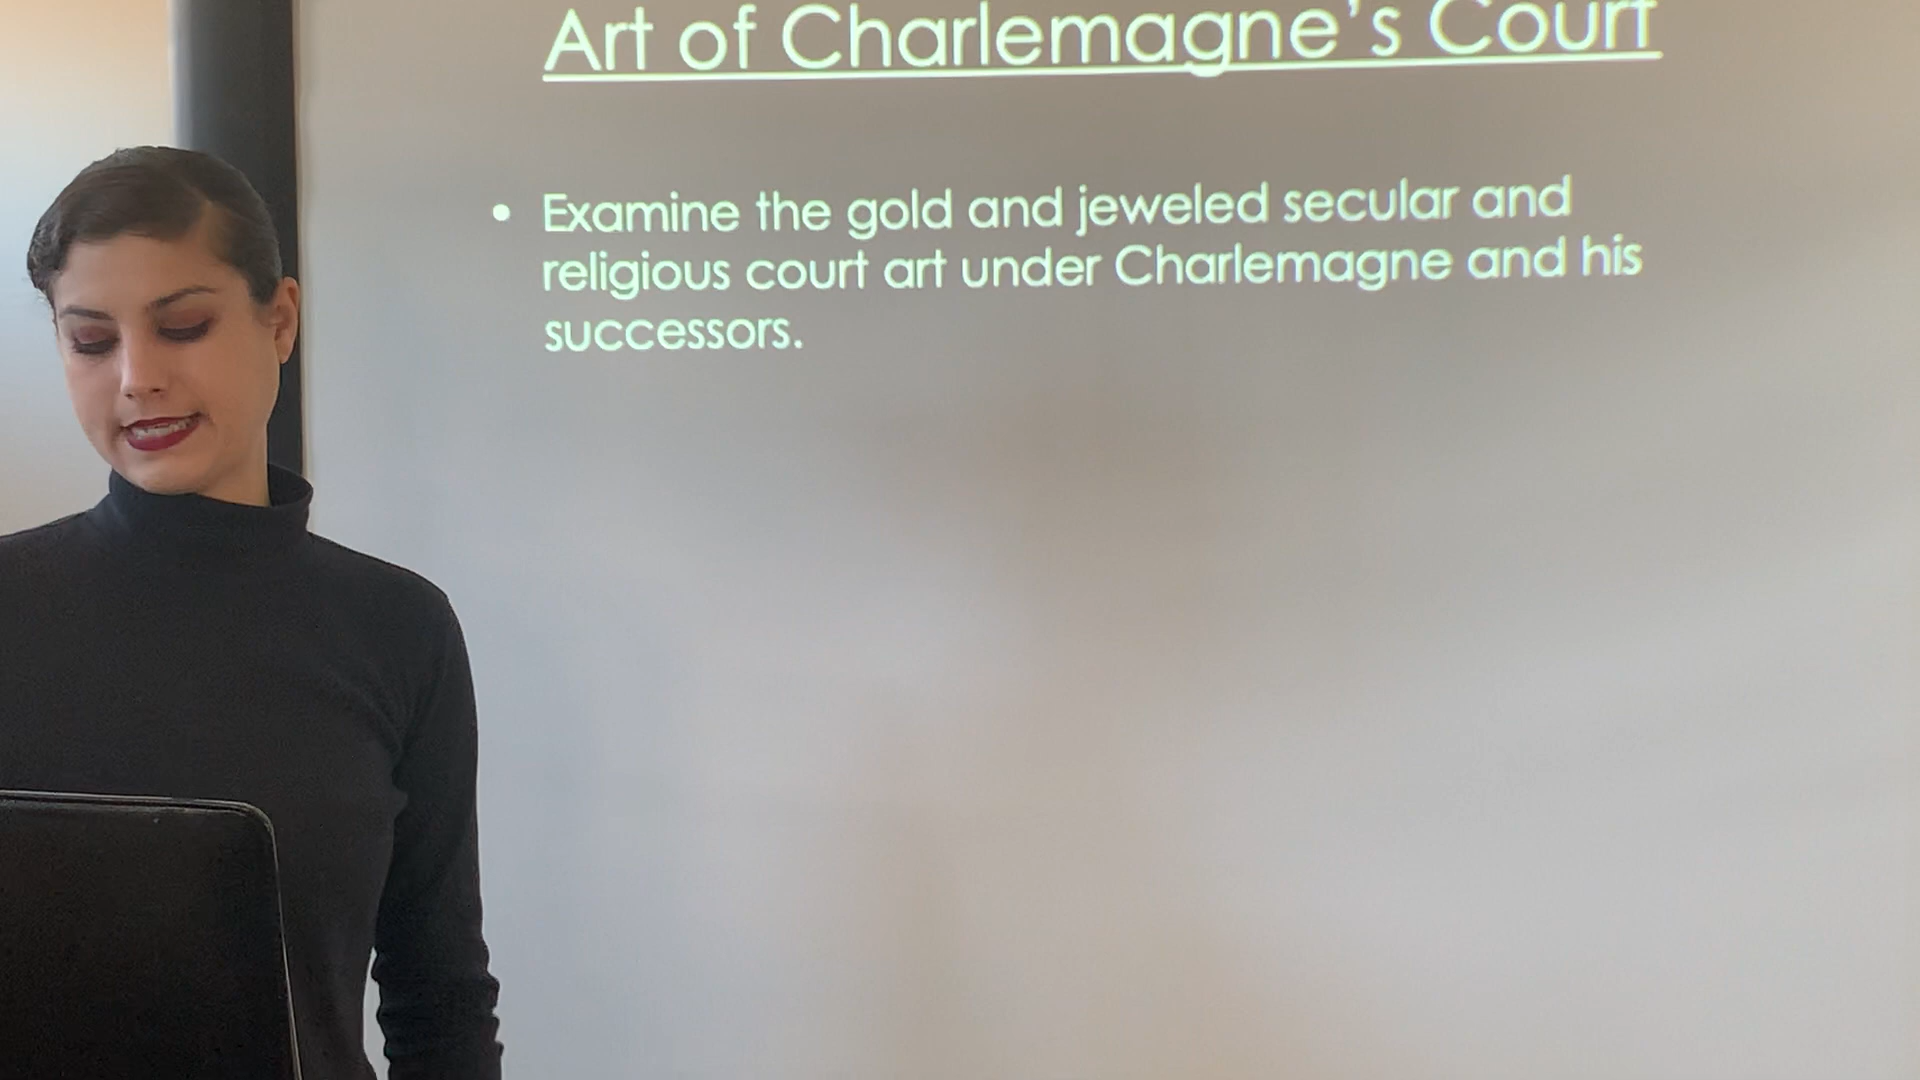 Art of Charlemagne's Court
• Examine the gold and jeweled secular and
religious court art under Charlemagne and his
successors.